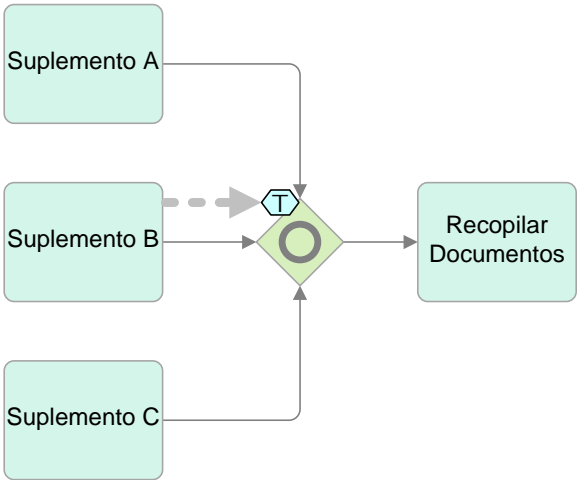 Suplemento A
T
Suplemento B
Recopilar
Documentos
Suplemento C